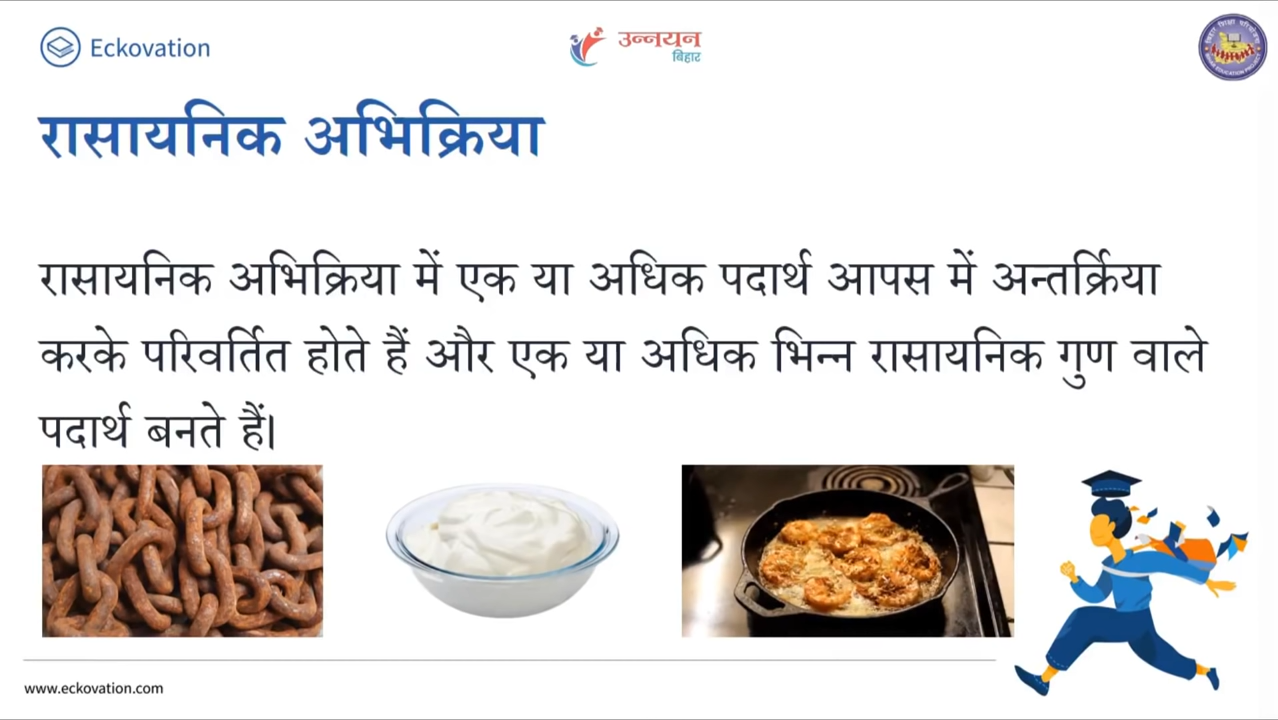 Eckovation
उन्नयन
बिहार
रासायनिक अभिक्रिया
रासायनिक अभिक्रिया में एक या अधिक पदार्थ आपस में अन्तर्क्रिया
करके परिवर्तित होते हैं और एक या अधिक भिन्न रासायनिक गुण वाले
पदार्थ बनते हैं।
www.eckovation.com